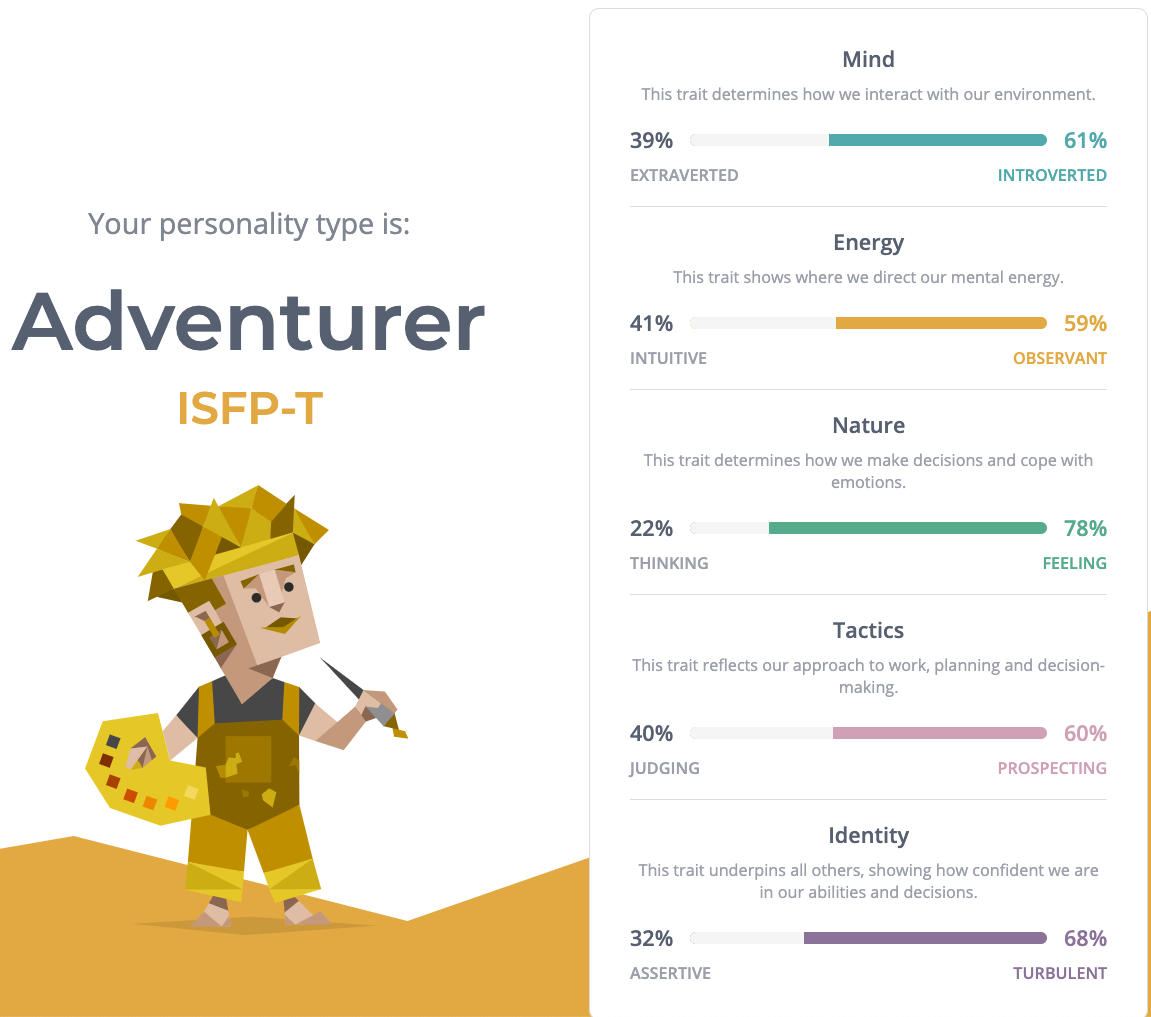 Your personality type is:
Adventurer
ISFP-T
Mind
This trait determines how we interact with our environment.
39% 61%
EXTRAVERTED INTROVERTED
Energy
This trait shows where we direct our mental energy.
41% 59%
INTUITIVE OBSERVANT
Nature
This trait determines how we make decisions and cope with
emotions.
22% 78%
THINKING FEELING
Tactics
This trait reflects our approach to work, planning and decision-
making.
40% 60%
JUDGING PROSPECTING
Identity
This trait underpins all others, showing how confident we are
in our abilities and decisions.
32% 68%
ASSERTIVE TURBULENT